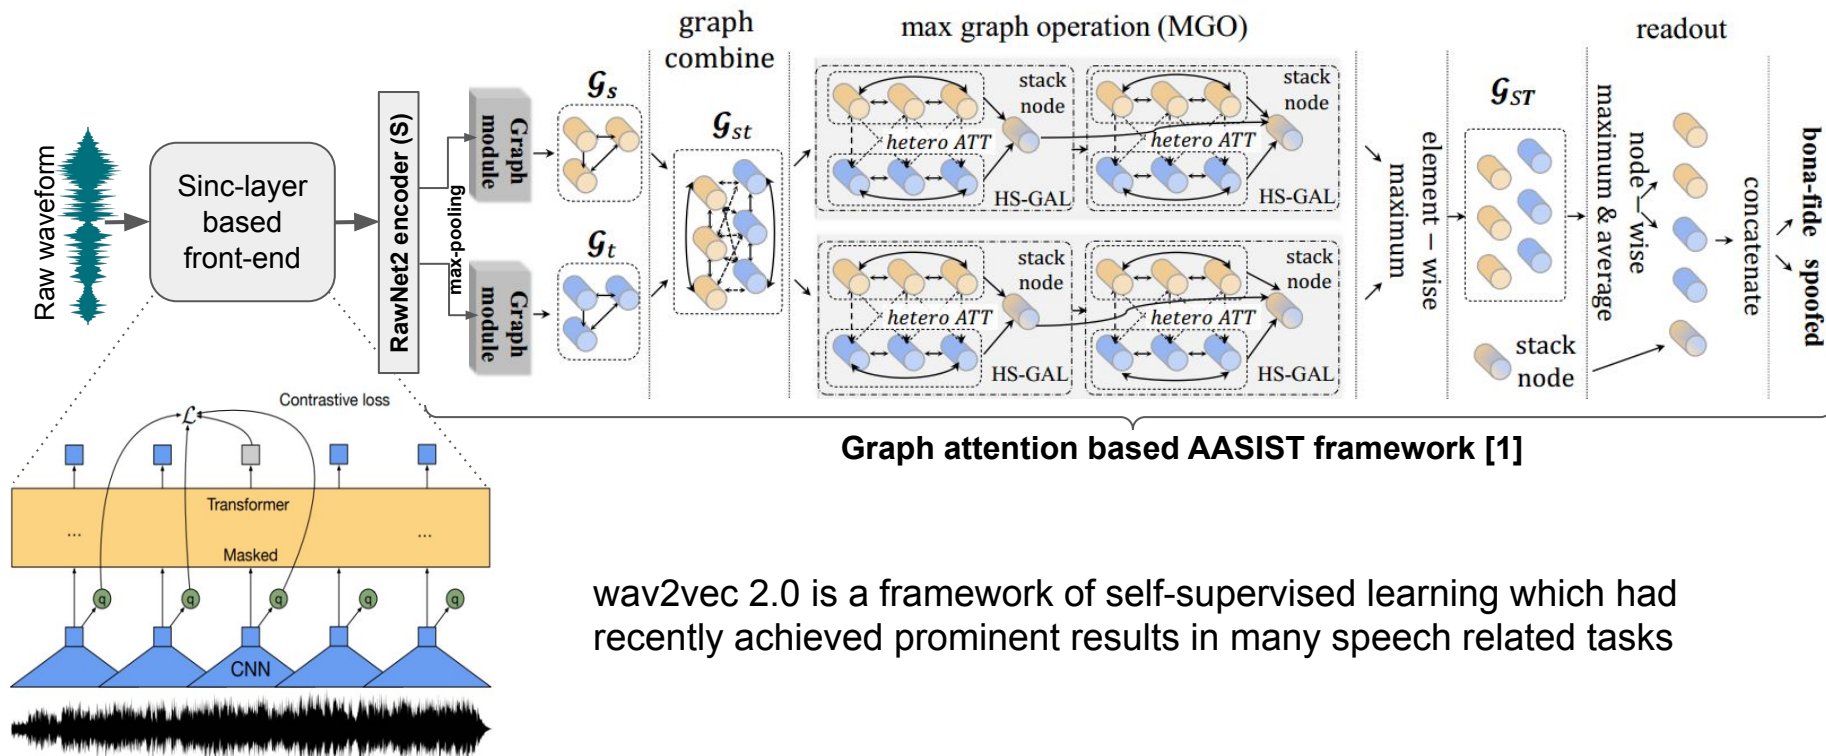 graph
combine
max graph operation (MGO)
readout
Raw waveform
Sinc-layer
based
front-end
RawNet2 encoder (S)
max-pooling
Graph
module
Graph
module
𝒢s
𝒢t
𝒢st
stack
node
hetero ATT
HS-GAL
stack
node
hetero ATT
HS-GAL
stack
node
hetero ATT
HS-GAL
stack
node
hetero ATT
HS-GAL
element – wise
maximum
𝒢ST
stack
node
node – wise
maximum & average
concatenate
bona-fide
spoofed
Graph attention based AASIST framework [1]
Contrastive loss
ℒ
Transformer
...
...
Masked
q
q
q
q
q
CNN
wav2vec 2.0 is a framework of self-supervised learning which had
recently achieved prominent results in many speech related tasks